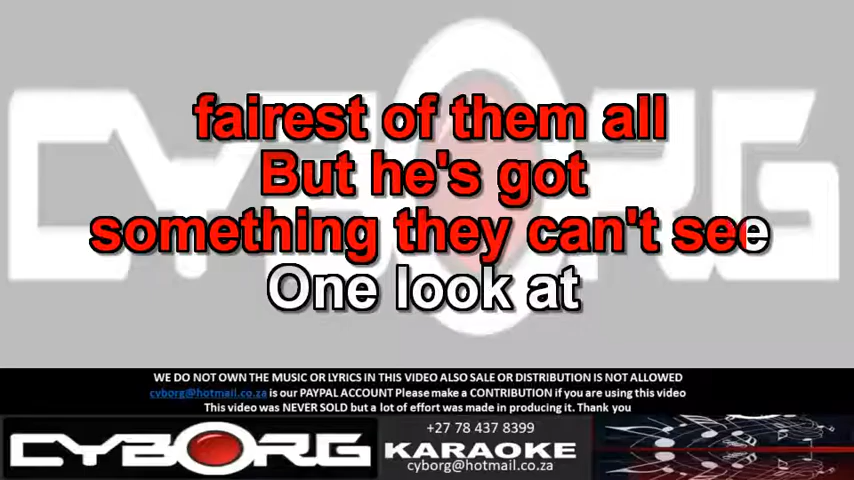 CYBORG
fairest of them all
But he's got
something they can't see
One look at
WE DO NOT OWN THE MUSIC OR LYRICS IN THIS VIDEO ALSO SALE OR DISTRIBUTION IS NOT ALLOWED
cyborg@hotmail.co.za is our PAYPAL ACCOUNT Please make a CONTRIBUTION if you are using this video
This video was NEVER SOLD but a lot of effort was made in producing it. Thank you
CYBORG
+27 78 437 8399
KARAOKE
cyborg@hotmail.co.za